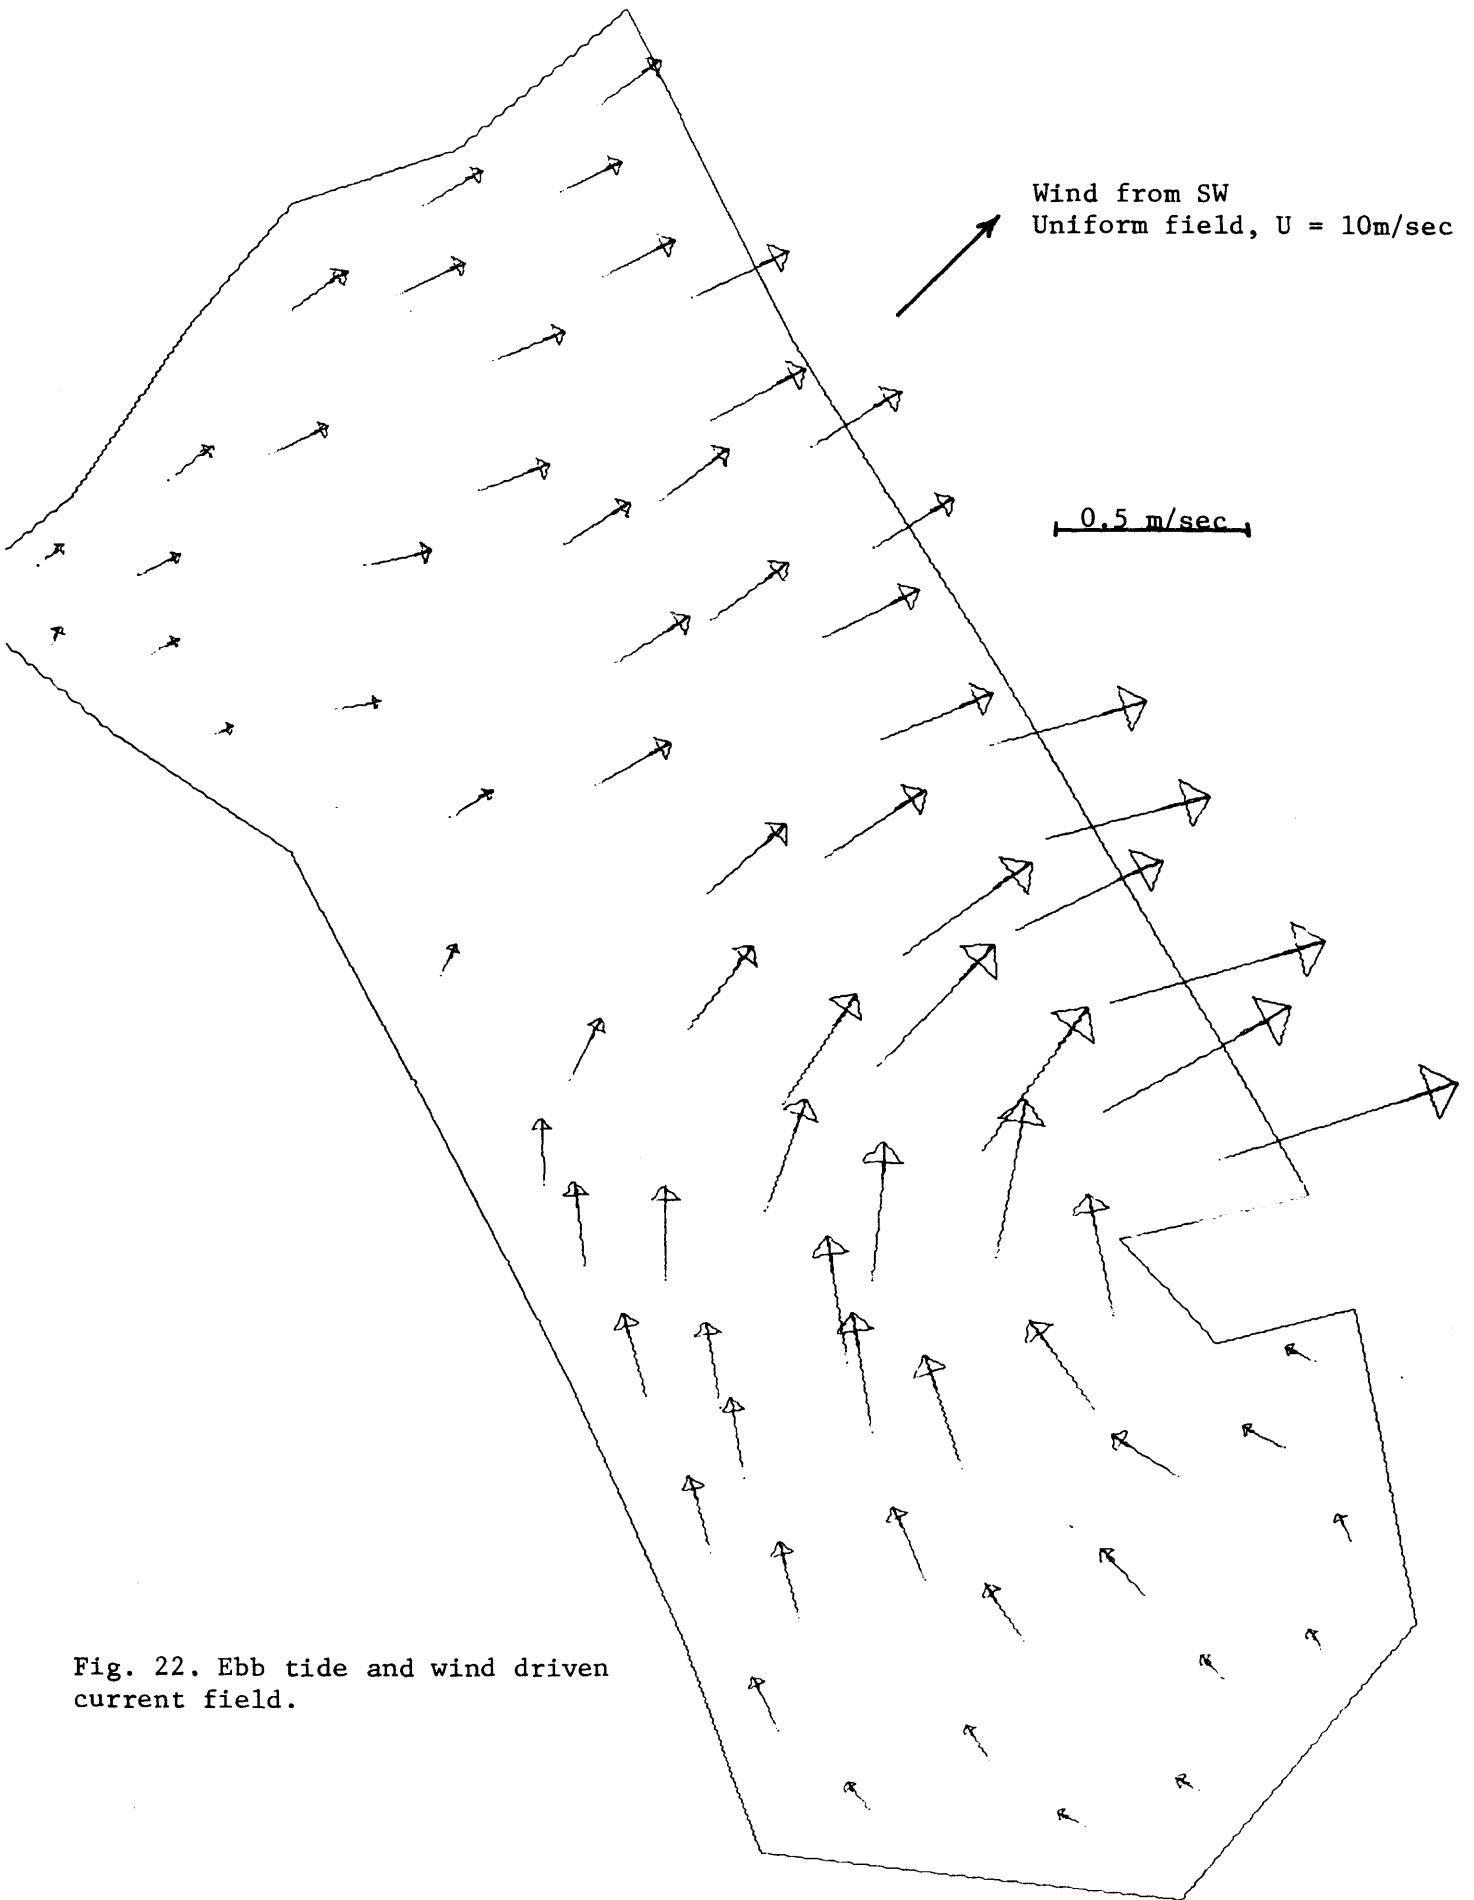 Wind from SW
Uniform field, U = 10m/sec
0.5 m/sec
Fig. 22. Ebb tide and wind driven
current field.